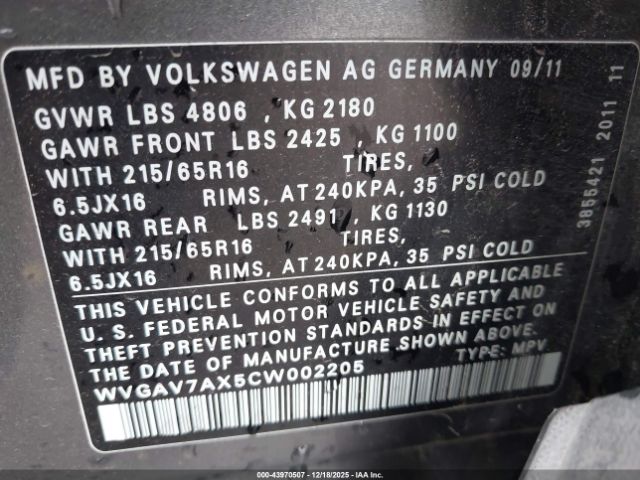 MFD BY VOLKSWAGEN AG GERMANY 09/11
GVWR LBS 4806 , KG 2180
GAWR FRONT LBS 2425 , KG 1100
WITH 215/65R16 TIRES,
6.5JX16 RIMS, AT 240KPA, 35 PSI COLD
GAWR REAR LBS 2491 , KG 1130
WITH 215/65R16 TIRES,
6.5JX16 RIMS, AT 240KPA, 35 PSI COLD
THIS VEHICLE CONFORMS TO ALL APPLICABLE
U. S. FEDERAL MOTOR VEHICLE SAFETY AND
THEFT PREVENTION STANDARDS IN EFFECT ON
THE DATE OF MANUFACTURE SHOWN ABOVE.
WVGAV7AX5CW002205 TYPE: MPV
3855421 2011 11
000-43970507 - 12/18/2025 - IAAI.com